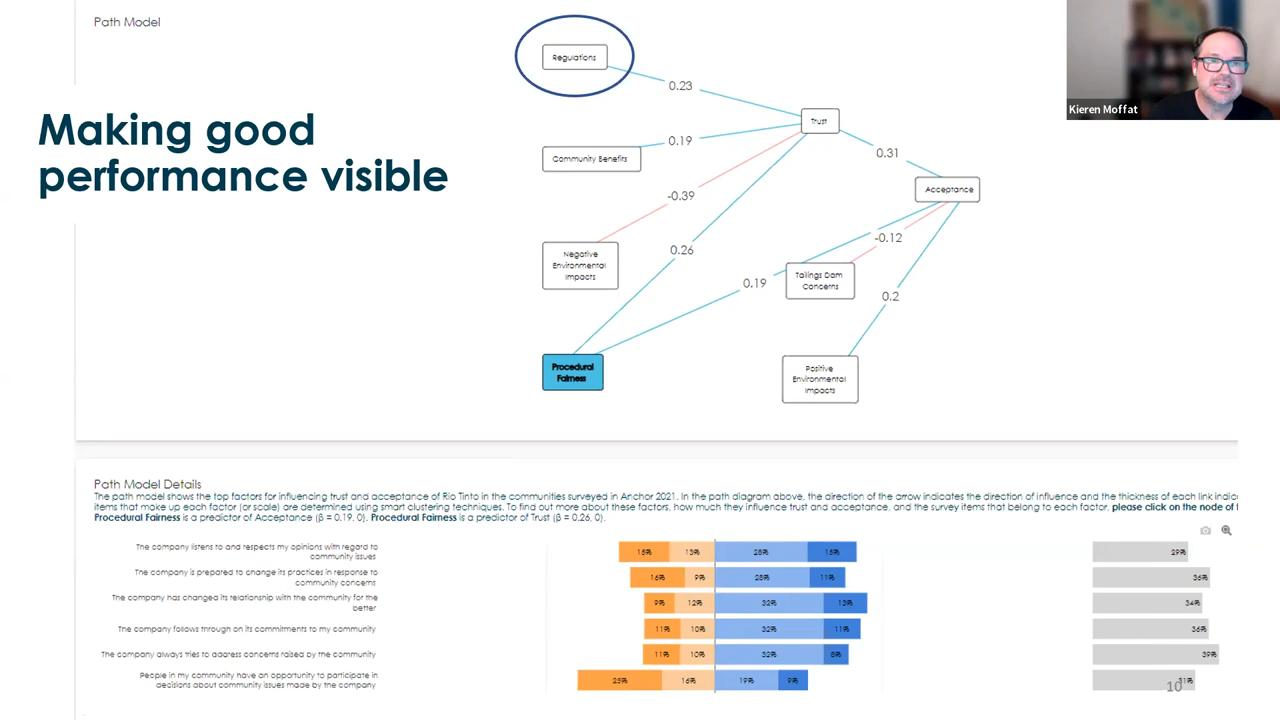 Path Model
Making good
performance visible
Regulations
0.23
Trust
Community Benefits
0.19
0.31
Acceptance
-0.39
Negative
Environmental
Impacts
0.26
-0.12
Tailings Dam
Concerns
0.19
0.2
Procedural
Fairness
Positive
Environmental
Impacts
Kieren Moffat
Path Model Details
The path model shows the top factors for influencing trust and acceptance of Rio Tinto in the communities surveyed in Anchor 2021. In the path diagram above, the direction of the arrow indicates the direction of influence and the thickness of each link indic
items that make up each factor (or scale) are determined using smart clustering techniques. To find out more about these factors, how much they influence trust and acceptance, and the survey items that belong to each factor, please click on the node of t
Procedural Fairness is a predictor of Acceptance (β = 0.19, 0). Procedural Fairness is a predictor of Trust (β = 0.26, 0).
The company listens to and respects my opinions with regard to
community issues
15% 13% 28% 15% 29%
The company is prepared to change its practices in response to
community concerns
16% 9% 28% 11% 36%
The company has changed its relationship with the community for the
better
9% 12% 32% 13% 34%
The company follows through on its commitments to my community
11% 10% 32% 11% 36%
The company always tries to address concerns raised by the community
11% 10% 32% 8% 39%
People in my community have an opportunity to participate in
decisions about community issues made by the company
25% 16% 19% 9% 31%
10